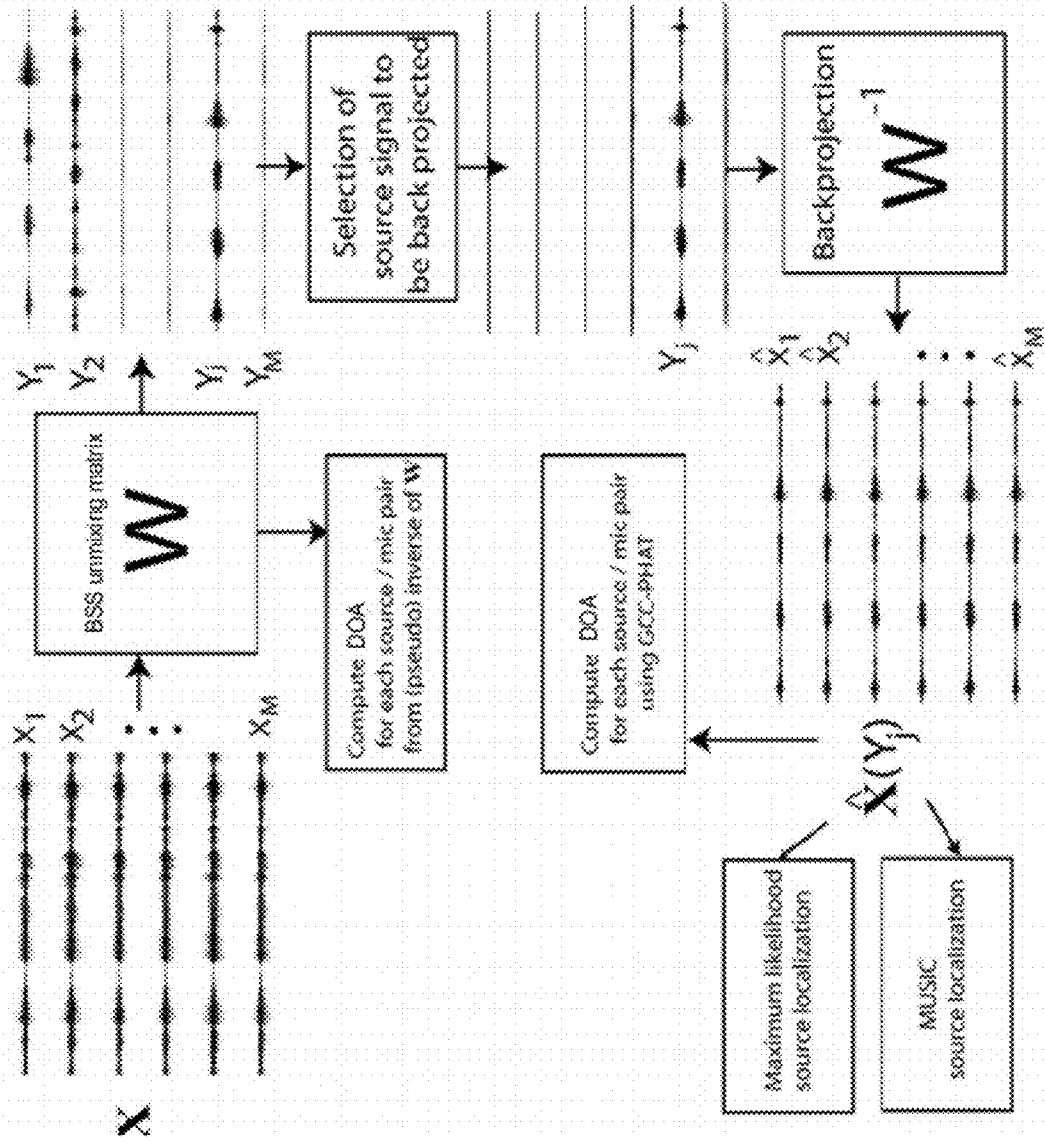 X
X1
X2
XM
BSS unmixing matrix
W
Y1
Y2
Yj
YM
Compute DOA
for each source / mic pair
from (pseudo) inverse of W
Selection of
source signal to
be back projected
Yj
Backprojection
W-1
X̂1
X̂2
X̂M
X̂(Yj)
Compute DOA
for each source / mic pair
using GCC-PHAT
Maximum likelihood
source localization
MUSIC
source localization